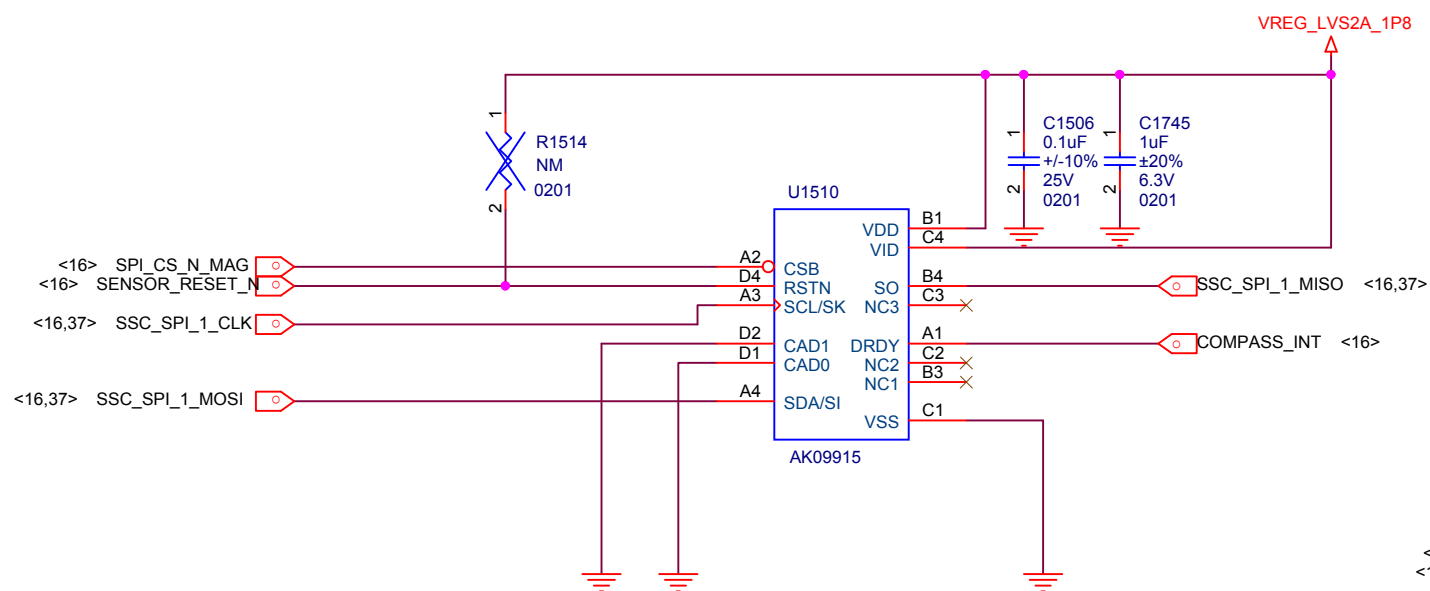 VREG_LVS2A_1P8
1
R1514
NM
0201
2
1
C1506
0.1uF
+/-10%
25V
0201
2
1
C1745
1uF
±20%
6.3V
0201
2
U1510
VDD B1
VID C4
<16> SPI_CS_N_MAG A2 CSB
<16> SENSOR_RESET_N D4 RSTN
SO B4 SSC_SPI_1_MISO <16,37>
A3 SCL/SK
NC3 C3
<16,37> SSC_SPI_1_CLK
D2 CAD1
DRDY A1 COMPASS_INT <16>
D1 CAD0
NC2 C2
NC1 B3
<16,37> SSC_SPI_1_MOSI A4 SDA/SI
VSS C1
AK09915